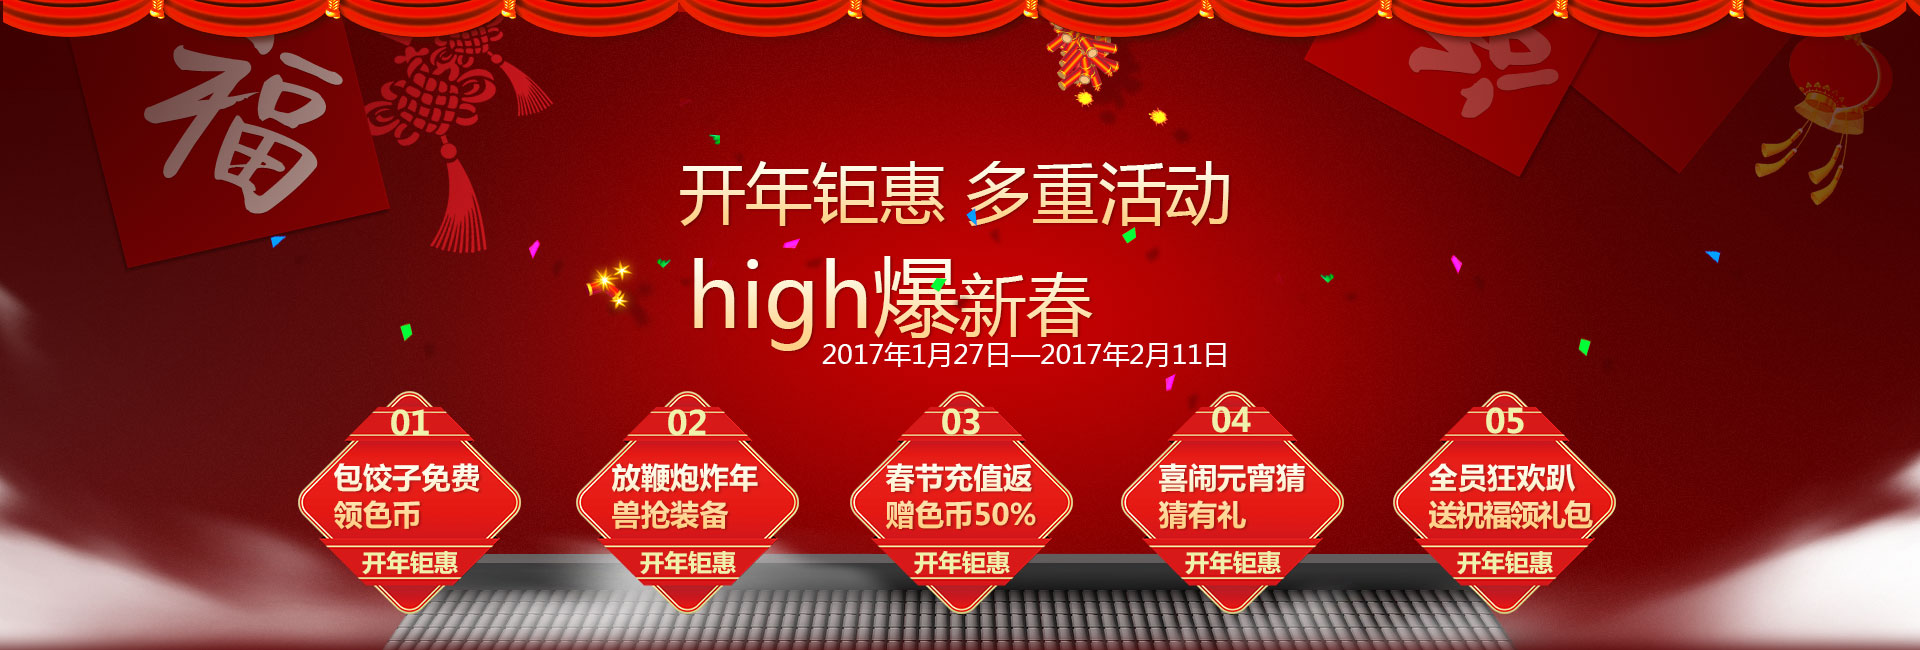 福
福
开年钜惠 多重活动
high爆新春
2017年1月27日—2017年2月11日
01
包饺子免费
领色币
开年钜惠
02
放鞭炮炸年
兽抢装备
开年钜惠
03
春节充值返
赠色币50%
开年钜惠
04
喜闹元宵猜
猜有礼
开年钜惠
05
全员狂欢趴
送祝福领礼包
开年钜惠